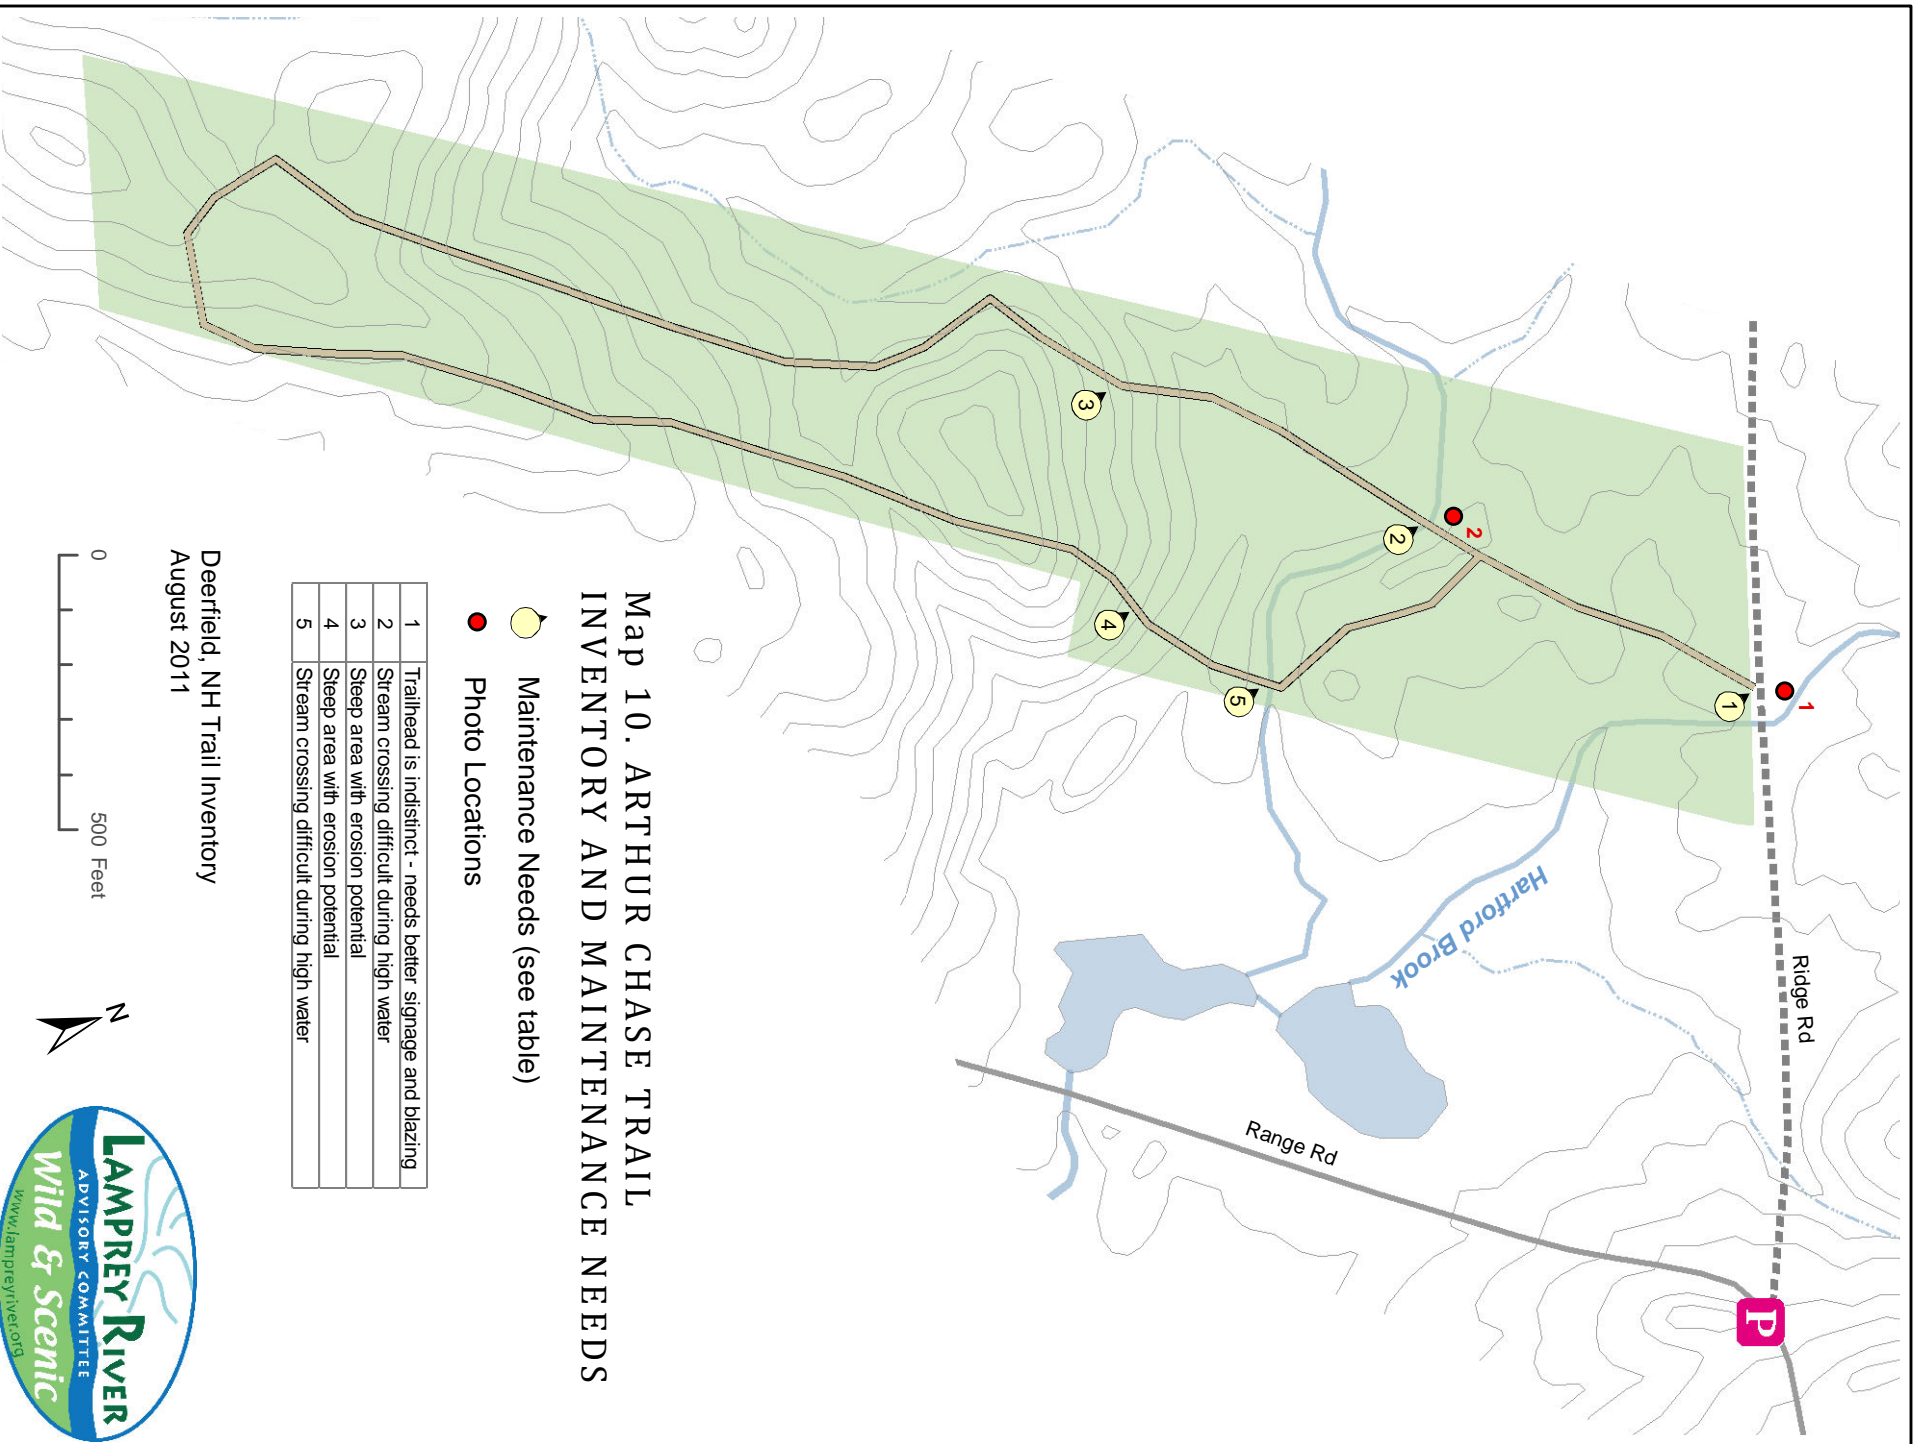 Ridge Rd
Hartford Brook
Range Rd
P
1
2
1
2
3
4
5
Map 10. ARTHUR CHASE TRAIL
INVENTORY AND MAINTENANCE NEEDS
Maintenance Needs (see table)
Photo Locations
1 Trailhead is indistinct - needs better signage and blazing
2 Stream crossing difficult during high water
3 Steep area with erosion potential
4 Steep area with erosion potential
5 Stream crossing difficult during high water
Deerfield, NH Trail Inventory
August 2011
0 500 Feet
N
LAMPREY RIVER
ADVISORY COMMITTEE
Wild & Scenic
www.lampreyriver.org